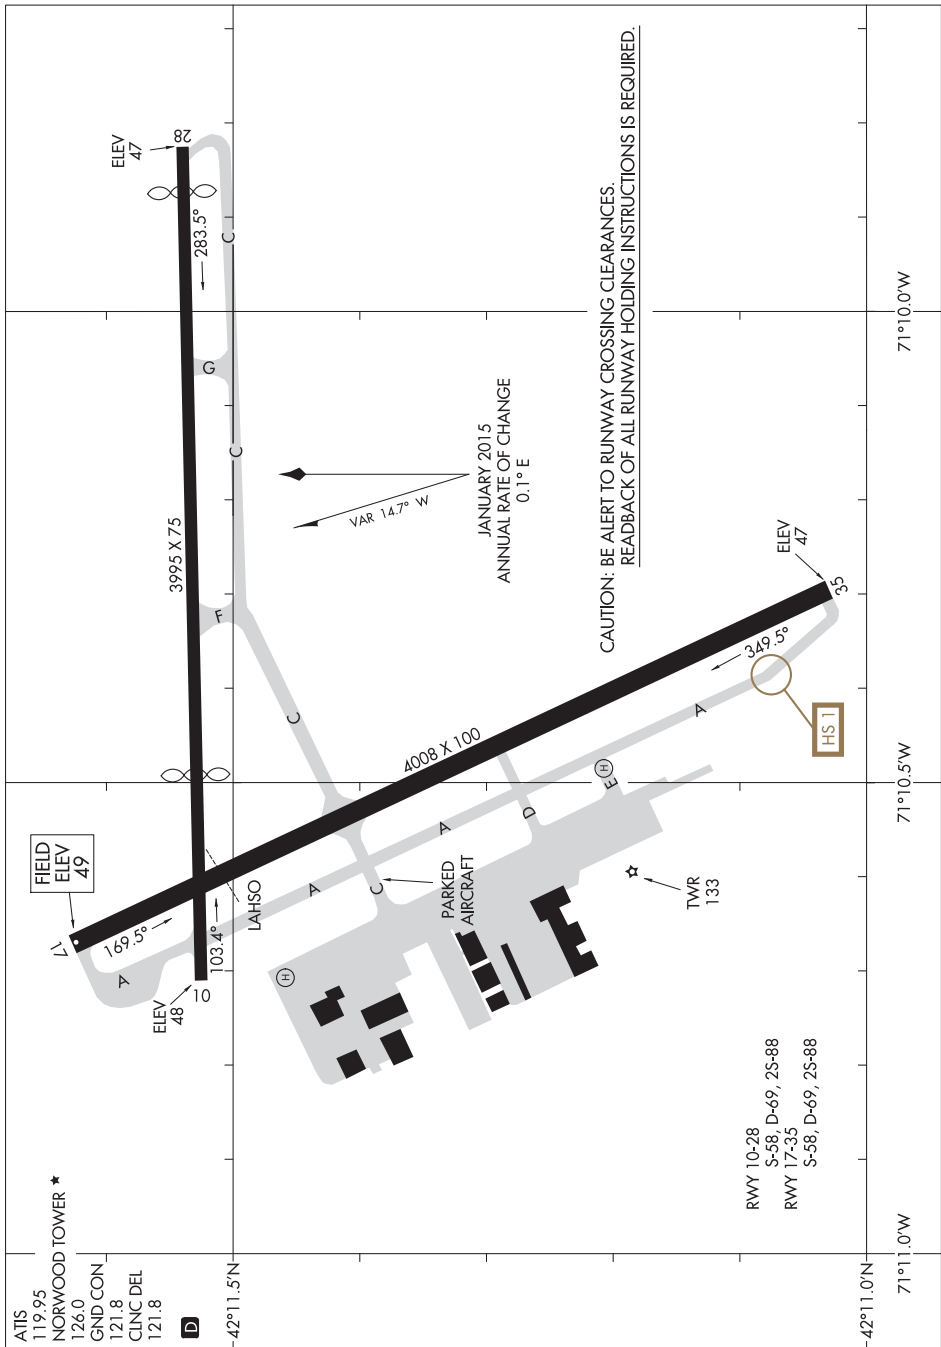 ATIS
119.95
NORWOOD TOWER ★
126.0
GND CON
121.8
CLNC DEL
121.8
D
FIELD
ELEV
49
17
169.5°
A
ELEV
48
10
103.4°
LAHSO
3995 X 75
ELEV
47
28
283.5°
C
G
C
F
C
A
H
C
PARKED
AIRCRAFT
A
D
E
H
4008 X 100
TWR
133
A
349.5°
35
ELEV
47
HS 1
VAR 14.7° W
JANUARY 2015
ANNUAL RATE OF CHANGE
0.1° E
CAUTION: BE ALERT TO RUNWAY CROSSING CLEARANCES.
READBACK OF ALL RUNWAY HOLDING INSTRUCTIONS IS REQUIRED.
RWY 10-28
S-58, D-69, 2S-88
RWY 17-35
S-58, D-69, 2S-88
42°11.5'N
42°11.0'N
71°11.0'W
71°10.5'W
71°10.0'W